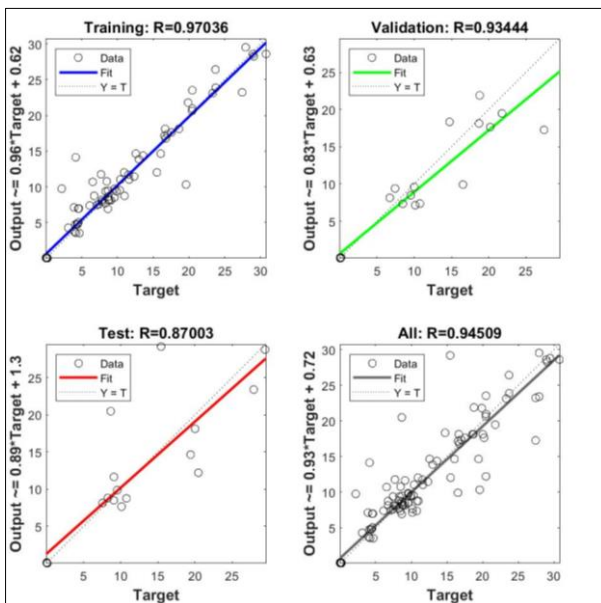 Training: R=0.97036
Output ~= 0.96*Target + 0.62
Data
Fit
Y = T
30
25
20
15
10
5
5 10 15 20 25 30
Target
Validation: R=0.93444
Output ~= 0.83*Target + 0.63
Data
Fit
Y = T
30
25
20
15
10
5
5 10 15 20 25
Target
Test: R=0.87003
Output ~= 0.89*Target + 1.3
Data
Fit
Y = T
25
20
15
10
5
5 10 15 20 25
Target
All: R=0.94509
Output ~= 0.93*Target + 0.72
Data
Fit
Y = T
30
25
20
15
10
5
5 10 15 20 25 30
Target